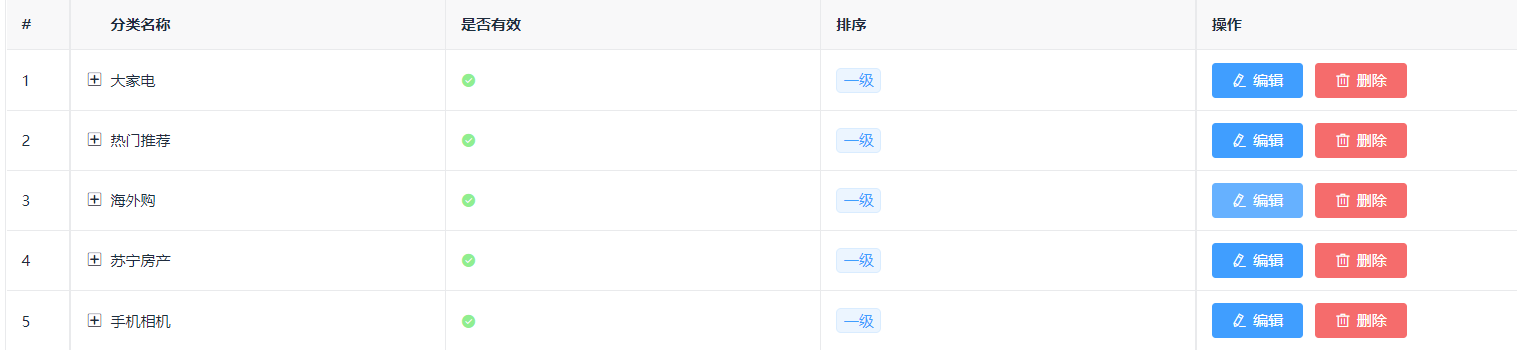 # 分类名称 是否有效 排序 操作
1 大家电 一级 编辑 删除
2 热门推荐 一级 编辑 删除
3 海外购 一级 编辑 删除
4 苏宁房产 一级 编辑 删除
5 手机相机 一级 编辑 删除